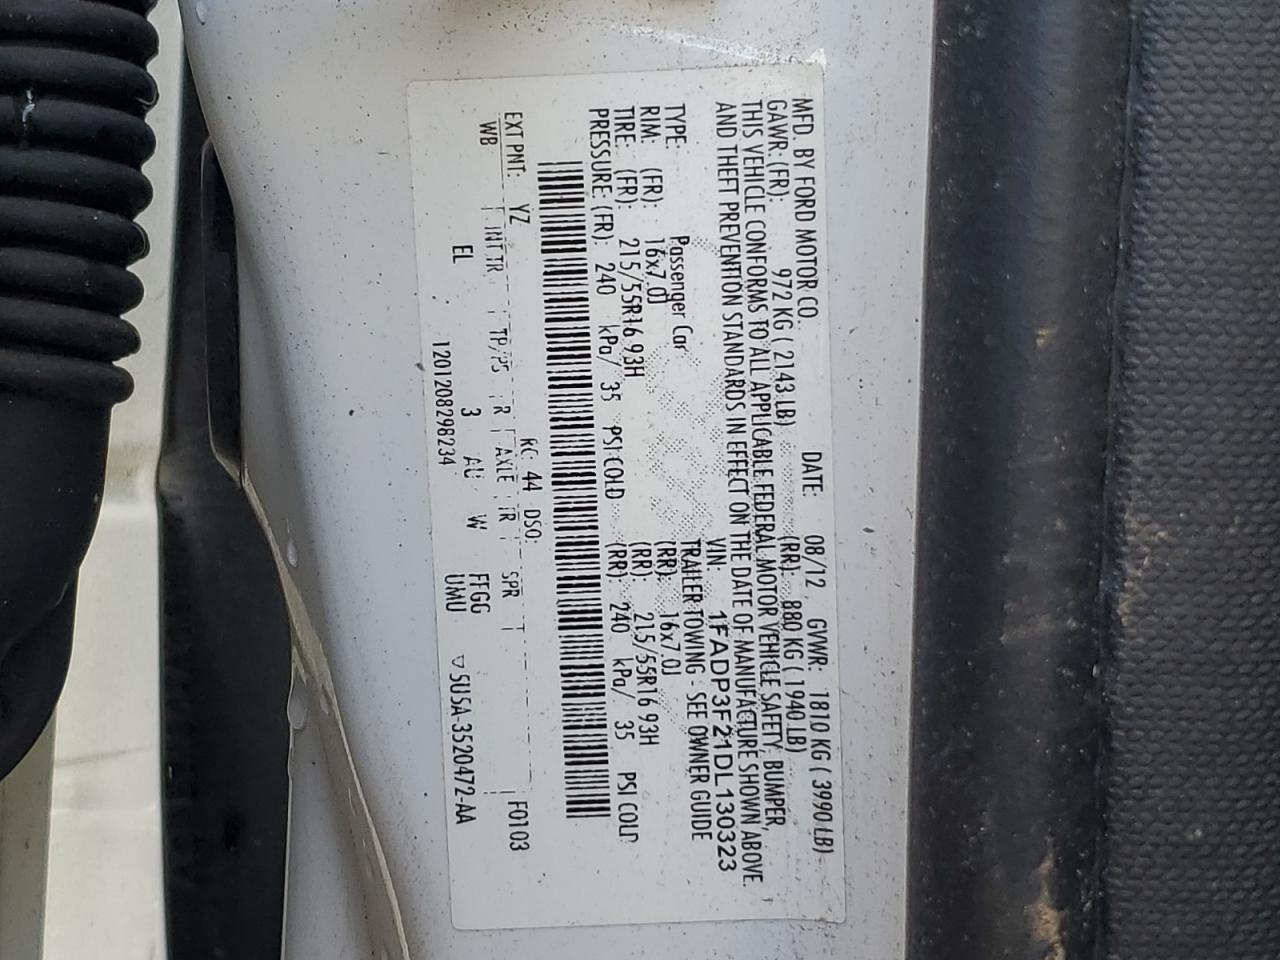 MFD. BY FORD MOTOR CO. DATE: 08/12 GVWR: 1810 KG ( 3990 LB)
GAWR: (FR): 972 KG ( 2143 LB) (RR): 880 KG ( 1940 LB)
THIS VEHICLE CONFORMS TO ALL APPLICABLE FEDERAL MOTOR VEHICLE SAFETY, BUMPER,
AND THEFT PREVENTION STANDARDS IN EFFECT ON THE DATE OF MANUFACTURE SHOWN ABOVE.
VIN: 1FADP3F21DL130323
TYPE: Passenger Car TRAILER TOWING - SEE OWNER GUIDE
RIM: (FR): 16x7.0J (RR): 16x7.0J
TIRE: (FR): 215/55R16 93H (RR): 215/55R16 93H
PRESSURE: (FR): 240 kPa/ 35 PSI COLD (RR): 240 kPa/ 35 PSI COLD
RC: 44 DSO:
EXT PNT: YZ F0103
WB INT TR TP/PS R AXLE TR SPR
EL 3 AU W FFGG
120120829B234 UMU ▽5U5A-3520472-AA